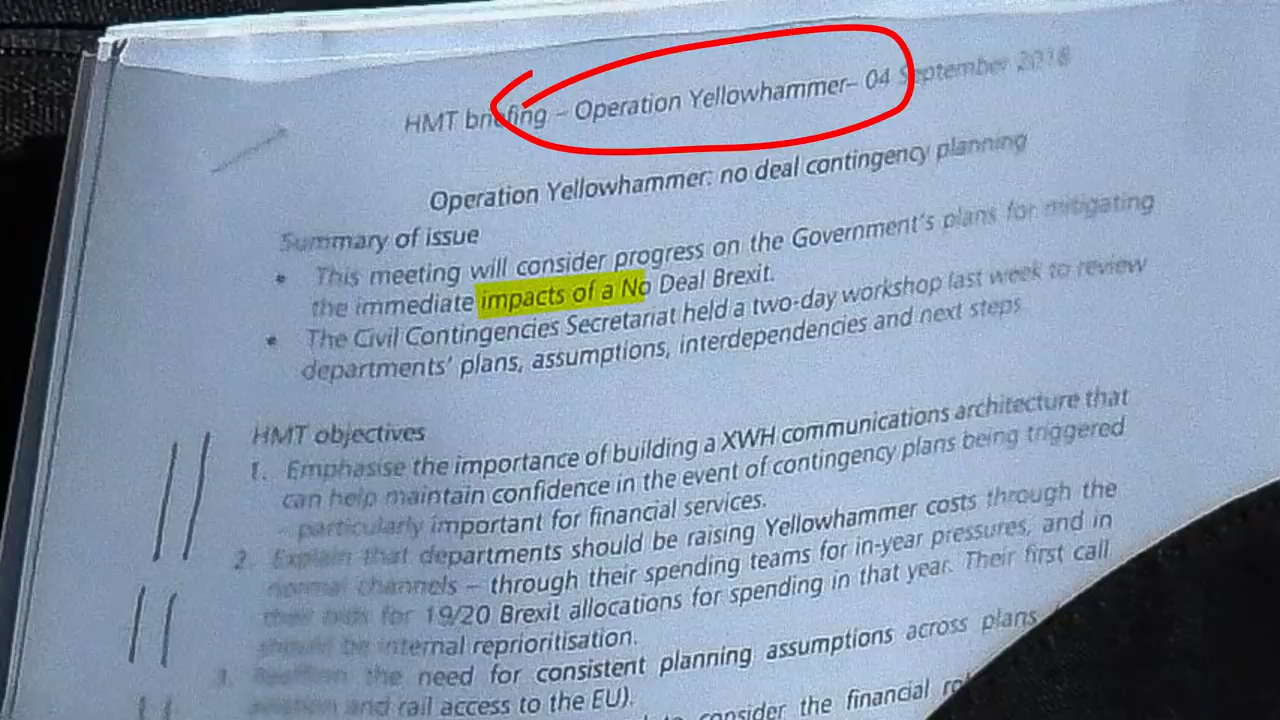 HMT briefing – Operation Yellowhammer– 04 September 2018
Operation Yellowhammer: no deal contingency planning
Summary of issue
• This meeting will consider progress on the Government's plans for mitigating
the immediate impacts of a No Deal Brexit.
• The Civil Contingencies Secretariat held a two-day workshop last week to review
departments' plans, assumptions, interdependencies and next steps.
HMT objectives
1. Emphasise the importance of building a XWH communications architecture that
can help maintain confidence in the event of contingency plans being triggered
– particularly important for financial services.
2. Explain that departments should be raising Yellowhammer costs through the
normal channels – through their spending teams for in-year pressures, and in
their bids for 19/20 Brexit allocations for spending in that year. Their first call
should be internal reprioritisation.
3. the need for consistent planning assumptions across plans
and rail access to the EU).
consider the financial